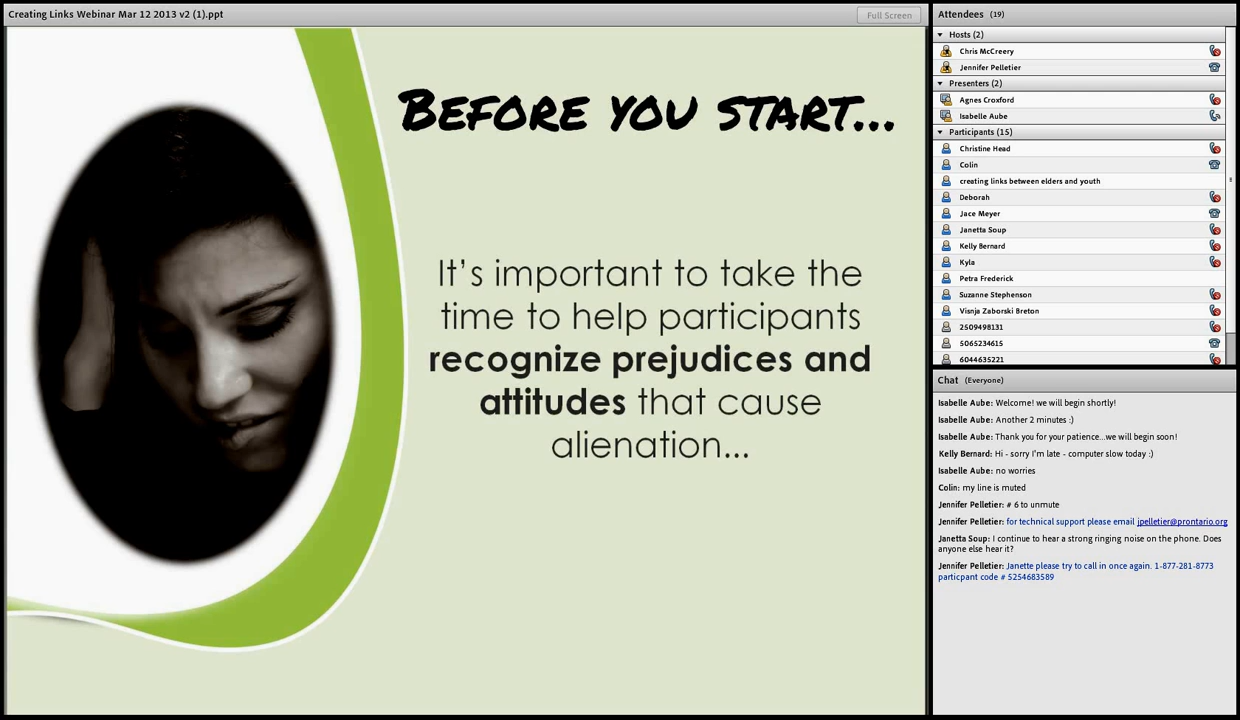 Creating Links Webinar Mar 12 2013 v2 (1).ppt
Full Screen
BEFORE YOU START...
It's important to take the
time to help participants
recognize prejudices and
attitudes that cause
alienation...
Attendees (19)
Hosts (2)
Chris McCreery
Jennifer Pelletier
Presenters (2)
Agnes Croxford
Isabelle Aube
Participants (15)
Christine Head
Colin
creating links between elders and youth
Deborah
Jace Meyer
Janetta Soup
Kelly Bernard
Kyla
Petra Frederick
Suzanne Stephenson
Visnja Zaborski Breton
2509498131
5065234615
6044635221
Chat (Everyone)
Isabelle Aube: Welcome! we will begin shortly!
Isabelle Aube: Another 2 minutes :)
Isabelle Aube: Thank you for your patience...we will begin soon!
Kelly Bernard: Hi - sorry I'm late - computer slow today :)
Isabelle Aube: no worries
Colin: my line is muted
Jennifer Pelletier: # 6 to unmute
Jennifer Pelletier: for technical support please email jpelletier@prontario.org
Janetta Soup: I continue to hear a strong ringing noise on the phone. Does
anyone else hear it?
Jennifer Pelletier: Janette please try to call in once again. 1-877-281-8773
particpant code # 5254683589